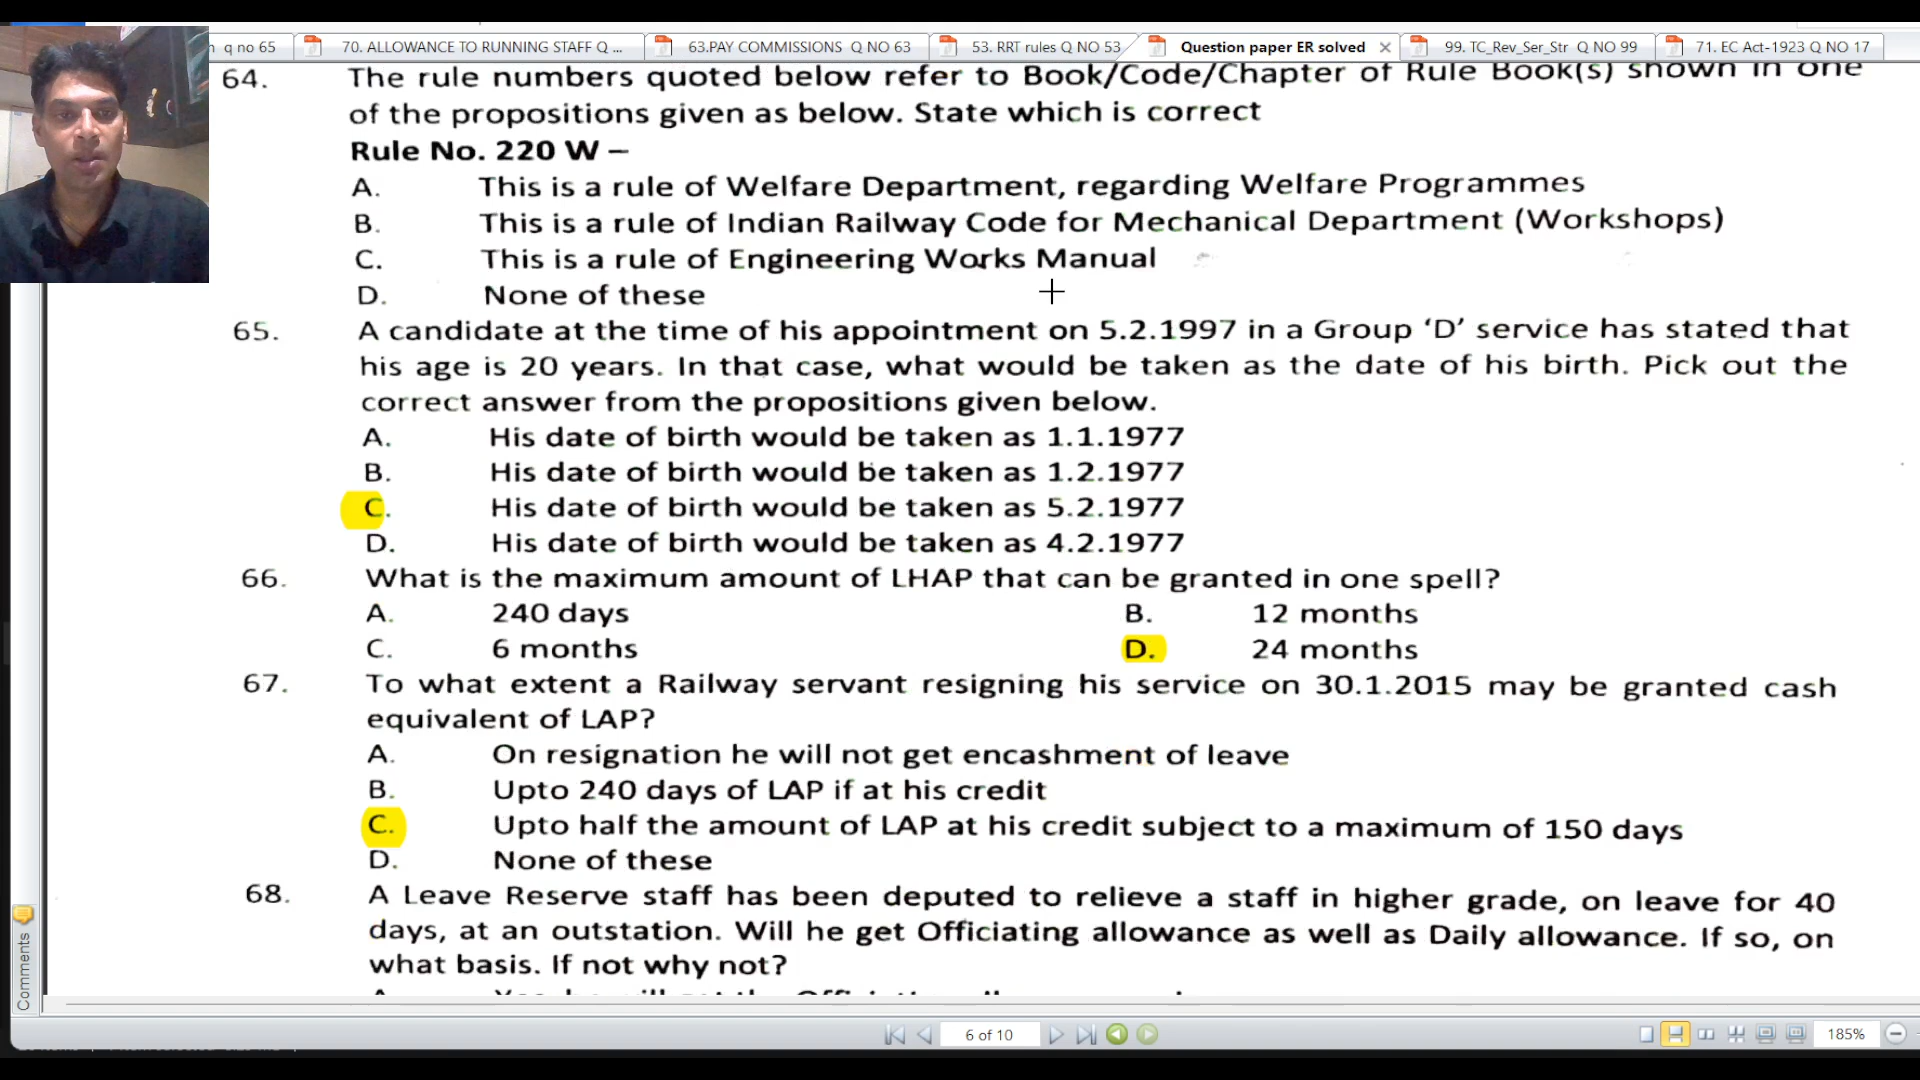 n q no 65
70. ALLOWANCE TO RUNNING STAFF Q ...
63.PAY COMMISSIONS Q NO 63
53. RRT rules Q NO 53
Question paper ER solved
99. TC_Rev_Ser_Str Q NO 99
71. EC Act-1923 Q NO 17
64. The rule numbers quoted below refer to Book/Code/Chapter of Rule Book(s) shown in one
of the propositions given as below. State which is correct
Rule No. 220 W –
A. This is a rule of Welfare Department, regarding Welfare Programmes
B. This is a rule of Indian Railway Code for Mechanical Department (Workshops)
C. This is a rule of Engineering Works Manual
D. None of these
65. A candidate at the time of his appointment on 5.2.1997 in a Group ‘D’ service has stated that
his age is 20 years. In that case, what would be taken as the date of his birth. Pick out the
correct answer from the propositions given below.
A. His date of birth would be taken as 1.1.1977
B. His date of birth would be taken as 1.2.1977
C. His date of birth would be taken as 5.2.1977
D. His date of birth would be taken as 4.2.1977
66. What is the maximum amount of LHAP that can be granted in one spell?
A. 240 days B. 12 months
C. 6 months D. 24 months
67. To what extent a Railway servant resigning his service on 30.1.2015 may be granted cash
equivalent of LAP?
A. On resignation he will not get encashment of leave
B. Upto 240 days of LAP if at his credit
C. Upto half the amount of LAP at his credit subject to a maximum of 150 days
D. None of these
68. A Leave Reserve staff has been deputed to relieve a staff in higher grade, on leave for 40
days, at an outstation. Will he get Officiating allowance as well as Daily allowance. If so, on
what basis. If not why not?
Comments
6 of 10
185%